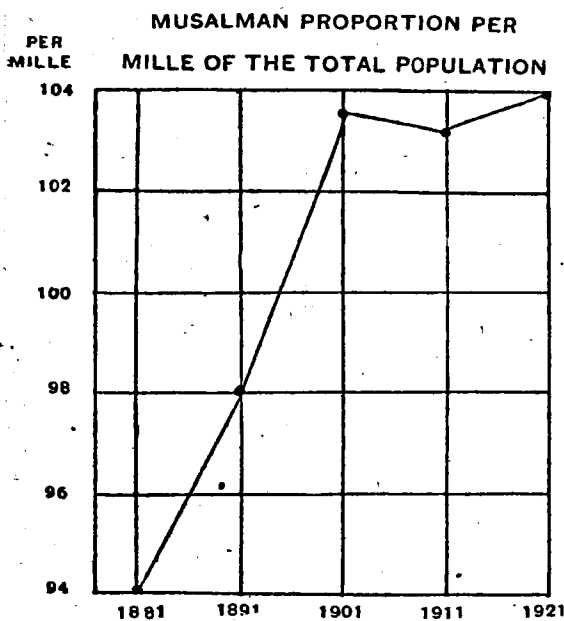 MUSALMAN PROPORTION PER
MILLE OF THE TOTAL POPULATION
PER
MILLE
104
102
100
98
96
94
1881 1891 1901 1911 1921